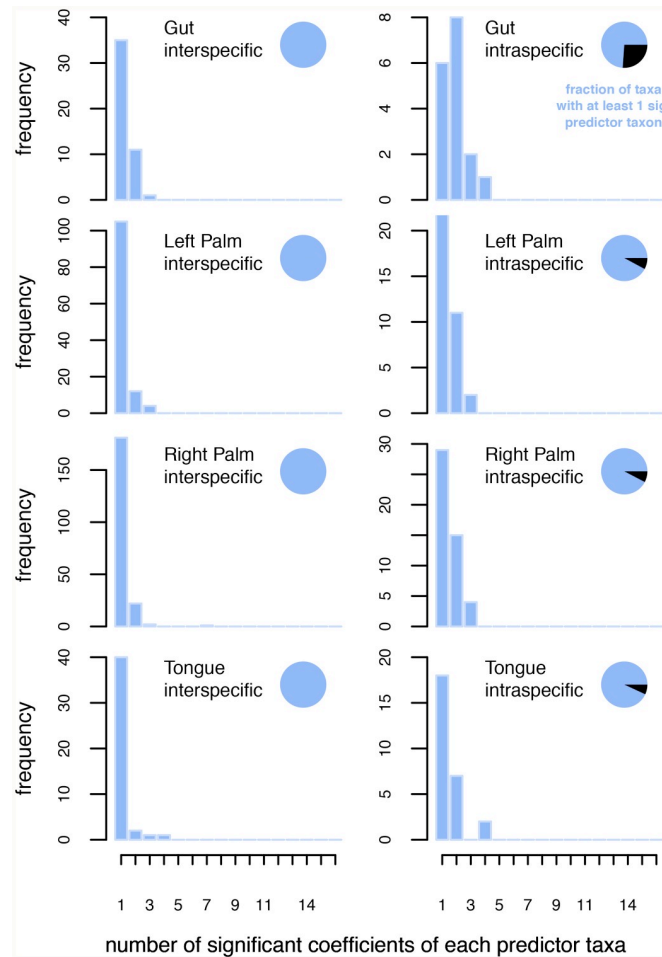 Gut
interspecific
frequency
0
10
20
30
40
Gut
intraspecific
0
2
4
6
8
fraction of taxa
with at least 1 sig
predictor taxon
Left Palm
interspecific
frequency
0
20
40
60
80
100
Left Palm
intraspecific
0
5
10
15
20
Right Palm
interspecific
frequency
0
50
100
150
Right Palm
intraspecific
0
5
10
20
30
Tongue
interspecific
frequency
0
10
20
30
40
Tongue
intraspecific
0
5
10
15
20
1 3 5 7 9 11 14
1 3 5 7 9 11 14
number of significant coefficients of each predictor taxa